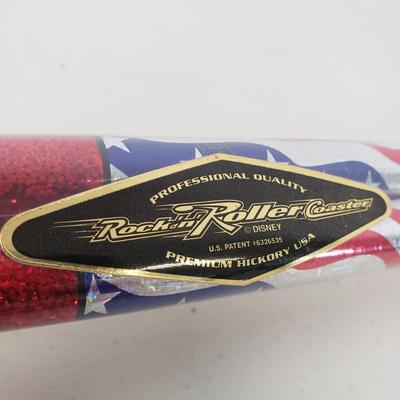 PROFESSIONAL QUALITY
Rock 'n' Roller Coaster
© DISNEY
U.S. PATENT #6326535
PREMIUM HICKORY USA